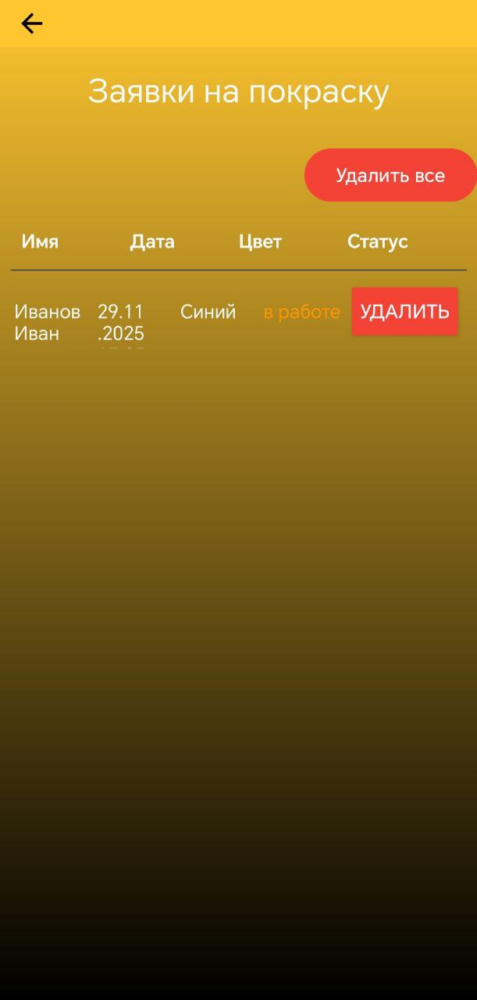 Заявки на покраску
Удалить все
Имя Дата Цвет Статус
Иванов 29.11 Синий в работе УДАЛИТЬ
Иван .2025